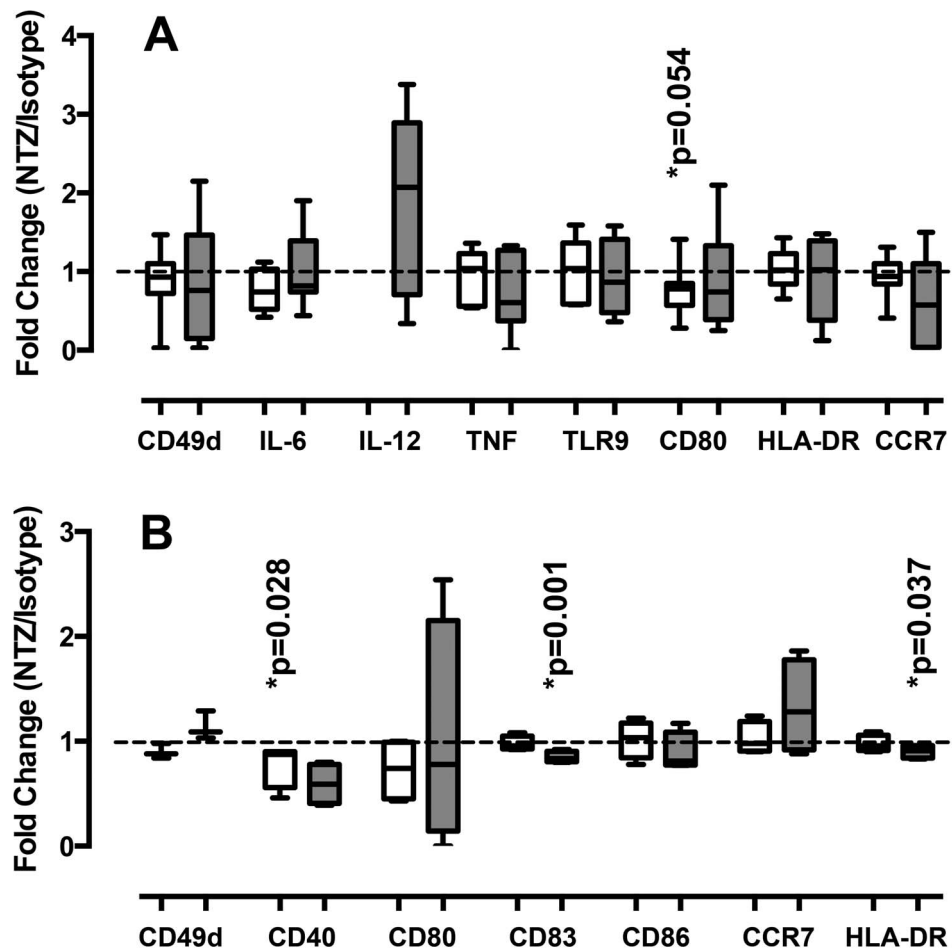 A
Fold Change (NTZ/Isotype)
4
3
2
1
0
*p=0.054
CD49d IL-6 IL-12 TNF TLR9 CD80 HLA-DR CCR7
B
Fold Change (NTZ/Isotype)
3
2
1
0
*p=0.028
*p=0.001
*p=0.037
CD49d CD40 CD80 CD83 CD86 CCR7 HLA-DR